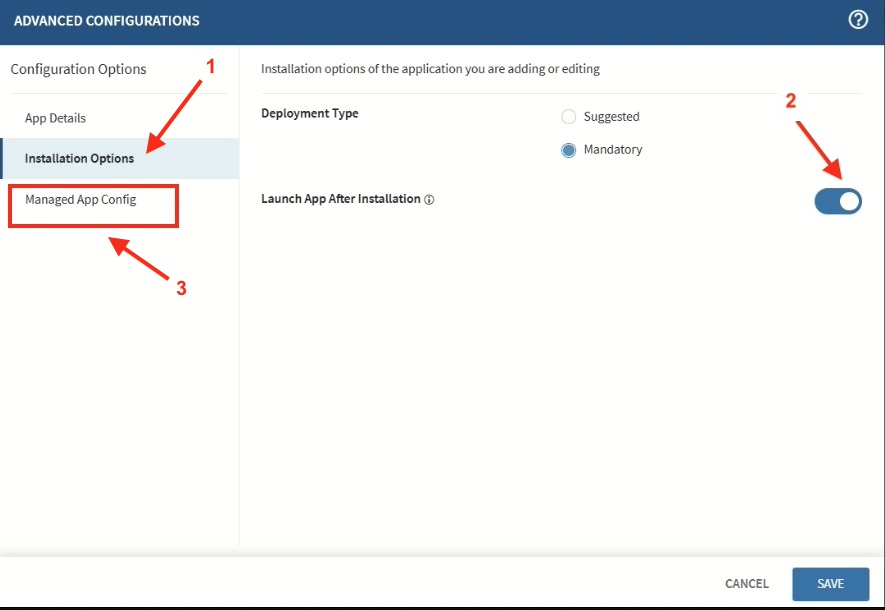 ADVANCED CONFIGURATIONS
Configuration Options
1
Installation options of the application you are adding or editing
2
App Details
Deployment Type
Suggested
Installation Options
Mandatory
Managed App Config
Launch App After Installation
3
CANCEL
SAVE